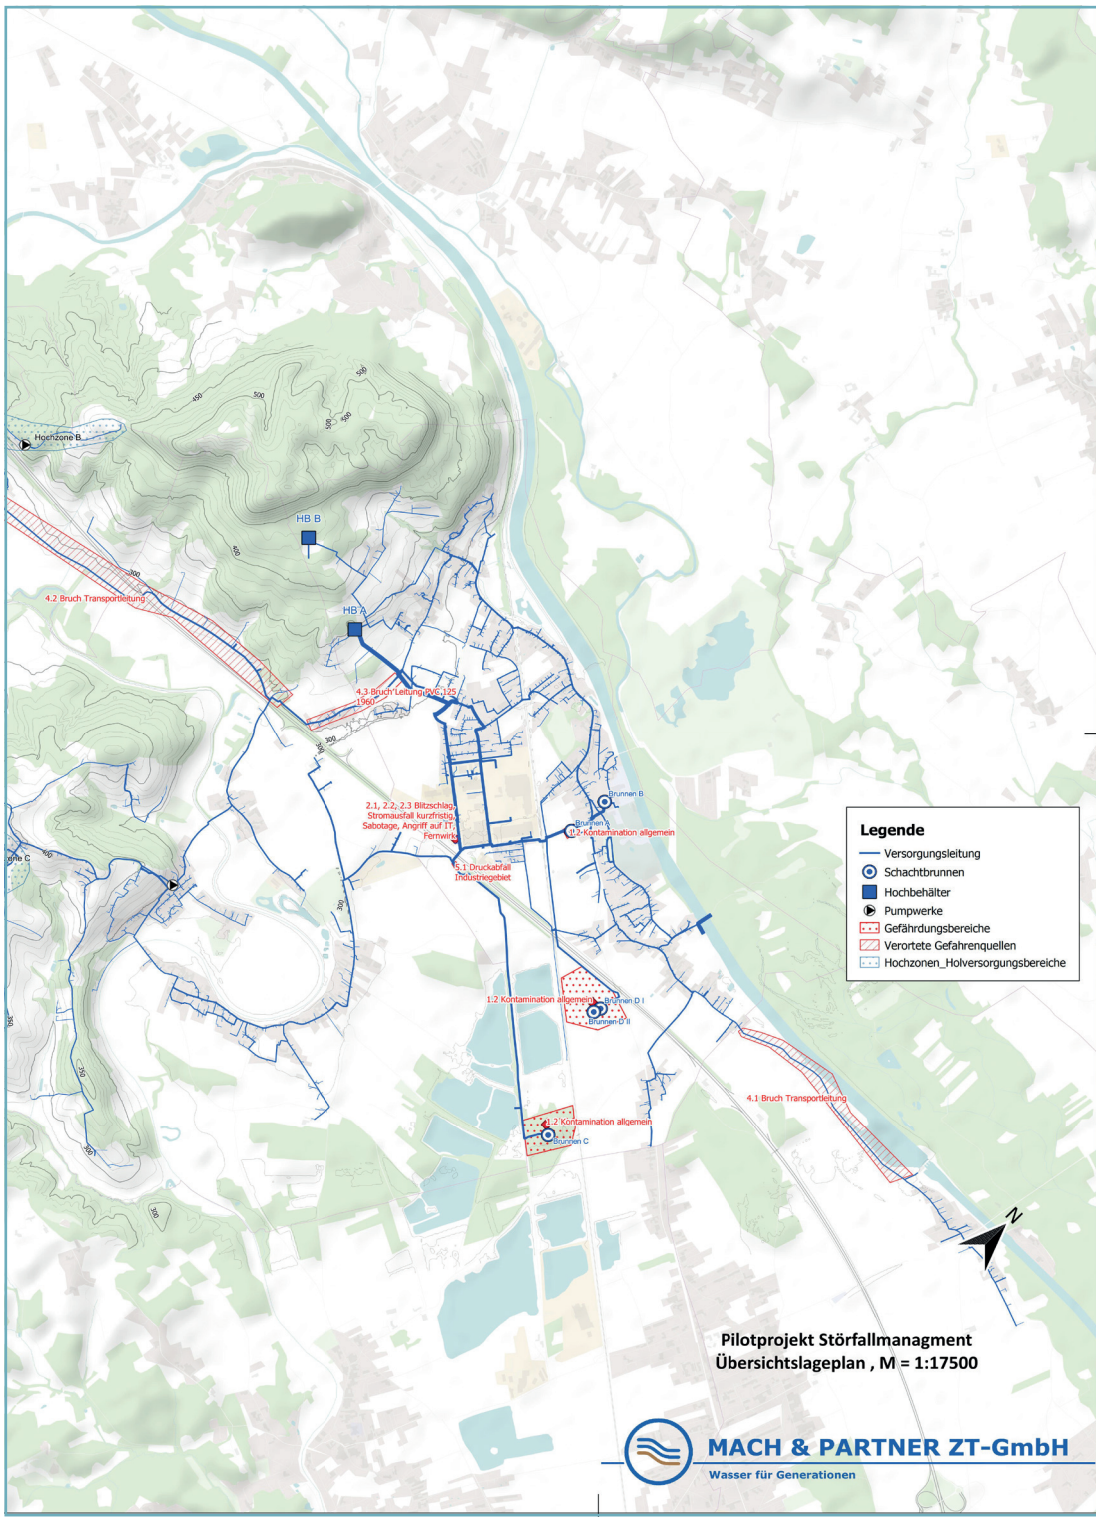 500
450
500
500
500
Hochzone B
HB B
400
300
4.2 Bruch Transportleitung
HB A
4.3 Bruch Leitung PVC 125
1960
300
300
2.1, 2.2, 2.3 Blitzschlag,
Stromausfall kurzfristig,
Sabotage, Angriff auf IT,
Fernwirk
Brunnen B
Brunnen A
1.2 Kontamination allgemein
5.1 Druckabfall
Industriegebiet
400
one C
300
350
350
300
300
1.2 Kontamination allgemein
Brunnen D I
Brunnen D II
1.2 Kontamination allgemein
Brunnen C
4.1 Bruch Transportleitung
Legende
Versorgungsleitung
Schachtbrunnen
Hochbehälter
Pumpwerke
Gefährdungsbereiche
Verortete Gefahrenquellen
Hochzonen_Holversorgungsbereiche
N
Pilotprojekt Störfallmanagment
Übersichtslageplan , M = 1:17500
MACH & PARTNER ZT-GmbH
Wasser für Generationen